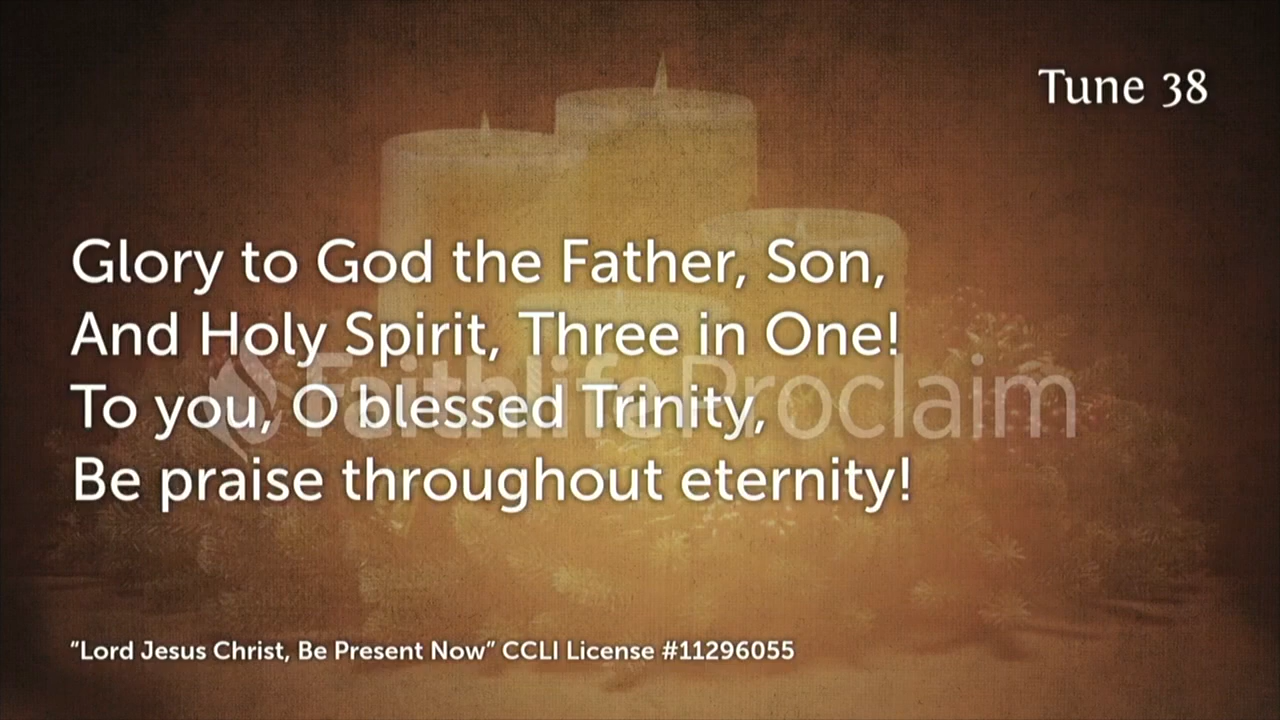 Tune 38
Glory to God the Father, Son,
And Holy Spirit, Three in One!
Faithlife Proclaim
To you, O blessed Trinity,
Be praise throughout eternity!
“Lord Jesus Christ, Be Present Now” CCLI License #11296055